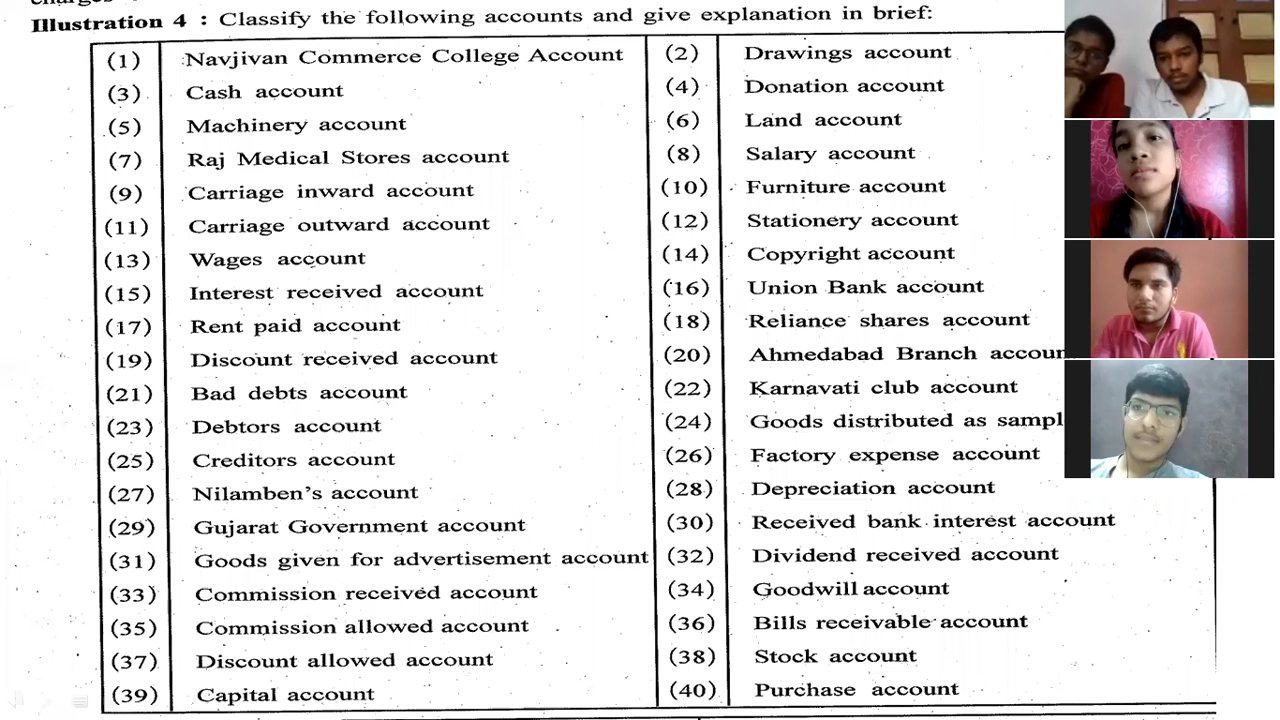 Illustration 4 : Classify the following accounts and give explanation in brief:
(1) Navjivan Commerce College Account (2) Drawings account
(3) Cash account (4) Donation account
(5) Machinery account (6) Land account
(7) Raj Medical Stores account (8) Salary account
(9) Carriage inward account (10) Furniture account
(11) Carriage outward account (12) Stationery account
(13) Wages account (14) Copyright account
(15) Interest received account (16) Union Bank account
(17) Rent paid account (18) Reliance shares account
(19) Discount received account (20) Ahmedabad Branch accoun
(21) Bad debts account (22) Karnavati club account
(23) Debtors account (24) Goods distributed as sampl
(25) Creditors account (26) Factory expense account
(27) Nilamben's account (28) Depreciation account
(29) Gujarat Government account (30) Received bank interest account
(31) Goods given for advertisement account (32) Dividend received account
(33) Commission received account (34) Goodwill account
(35) Commission allowed account (36) Bills receivable account
(37) Discount allowed account (38) Stock account
(39) Capital account (40) Purchase account